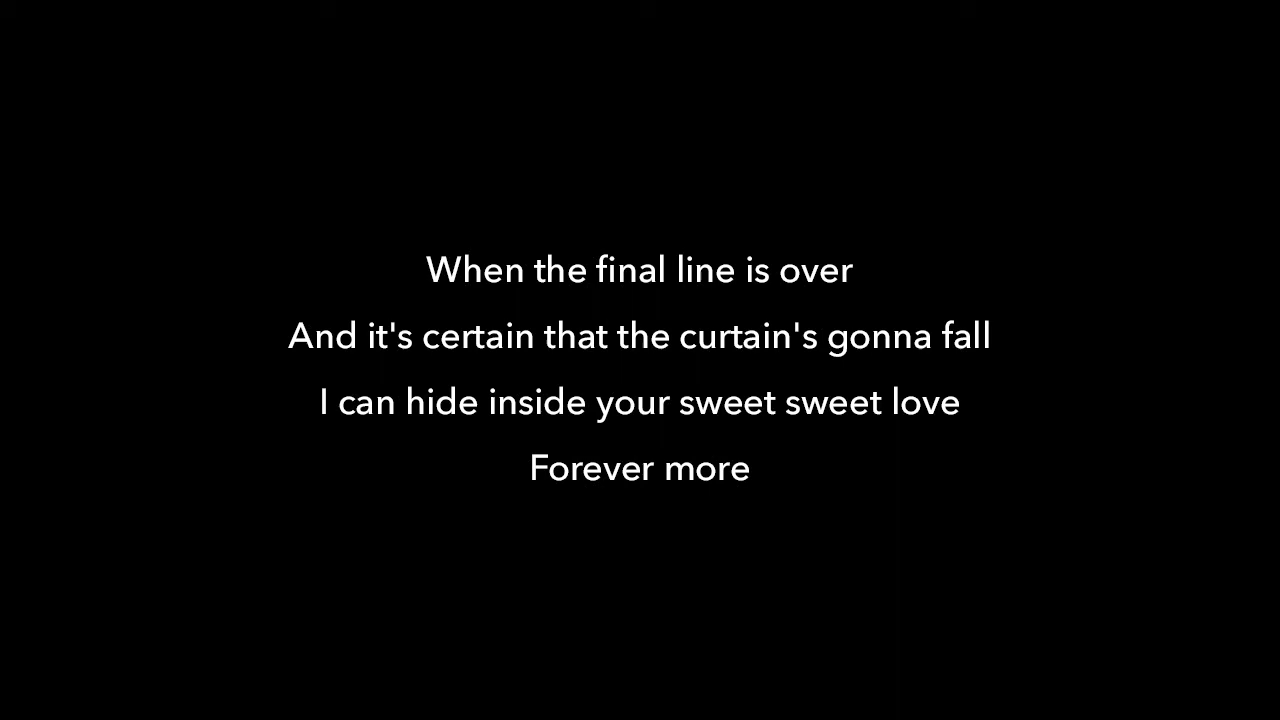 When the final line is over
And it's certain that the curtain's gonna fall
I can hide inside your sweet sweet love
Forever more